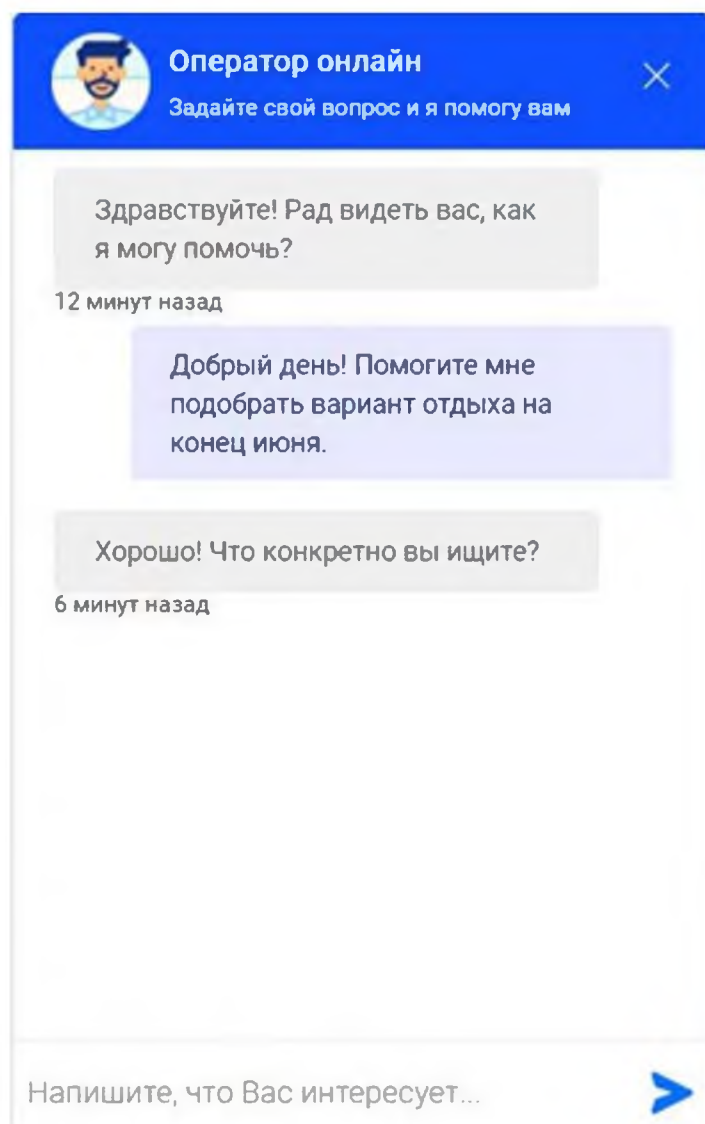 Оператор онлайн
Задайте свой вопрос и я помогу вам
Здравствуйте! Рад видеть вас, как
я могу помочь?
12 минут назад
Добрый день! Помогите мне
подобрать вариант отдыха на
конец июня.
Хорошо! Что конкретно вы ищите?
6 минут назад
Напишите, что Вас интересует...